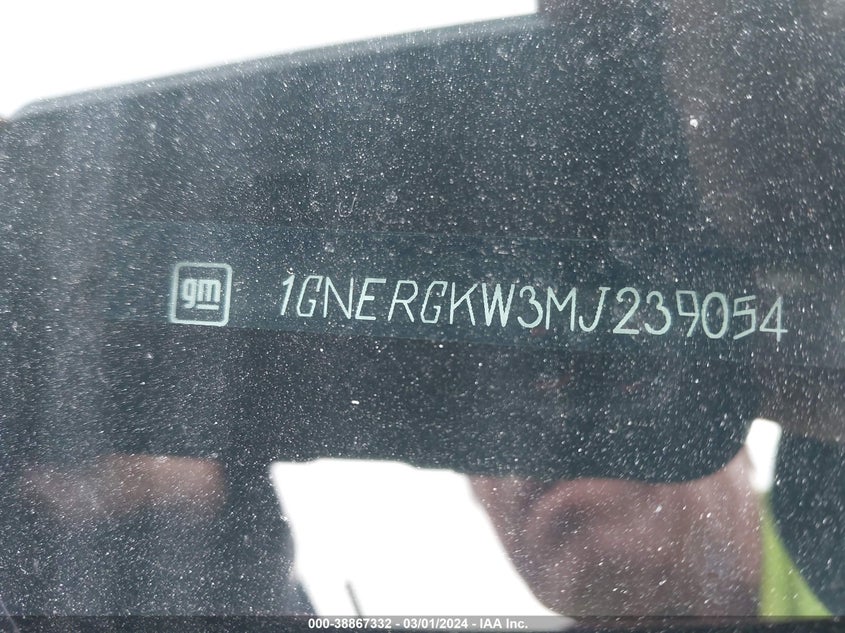 gm 1GNERGKW3MJ239054
000-38867332 - 03/01/2024 - IAA Inc.